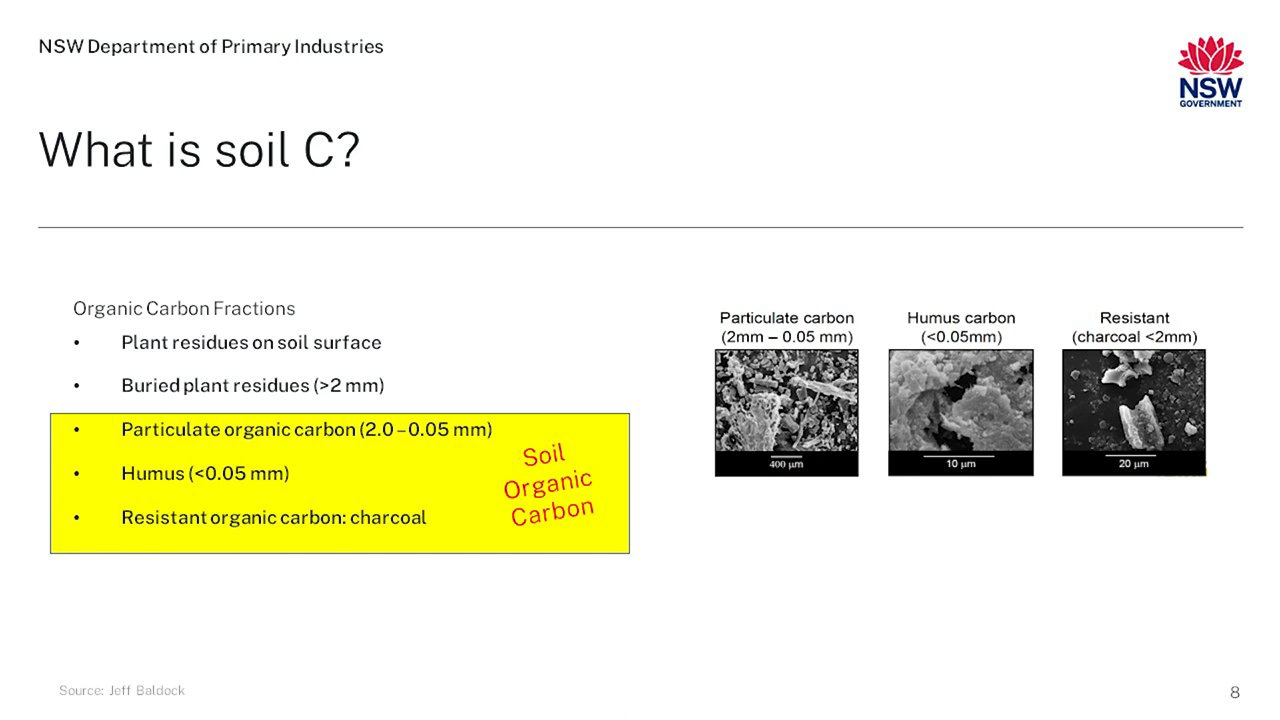 NSW Department of Primary Industries
NSW
GOVERNMENT
What is soil C?
Organic Carbon Fractions
• Plant residues on soil surface
• Buried plant residues (>2 mm)
• Particulate organic carbon (2.0 – 0.05 mm)
• Humus (<0.05 mm)
• Resistant organic carbon: charcoal
Soil
Organic
Carbon
Particulate carbon
(2mm – 0.05 mm)
400 µm
Humus carbon
(<0.05mm)
10 µm
Resistant
(charcoal <2mm)
20 µm
Source: Jeff Baldock
8